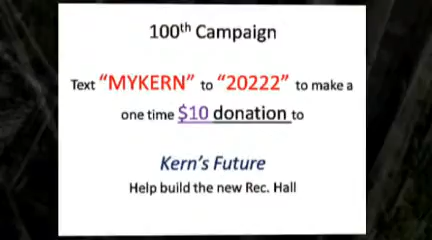 100th Campaign
Text “MYKERN” to “20222” to make a
one time $10 donation to
Kern’s Future
Help build the new Rec. Hall